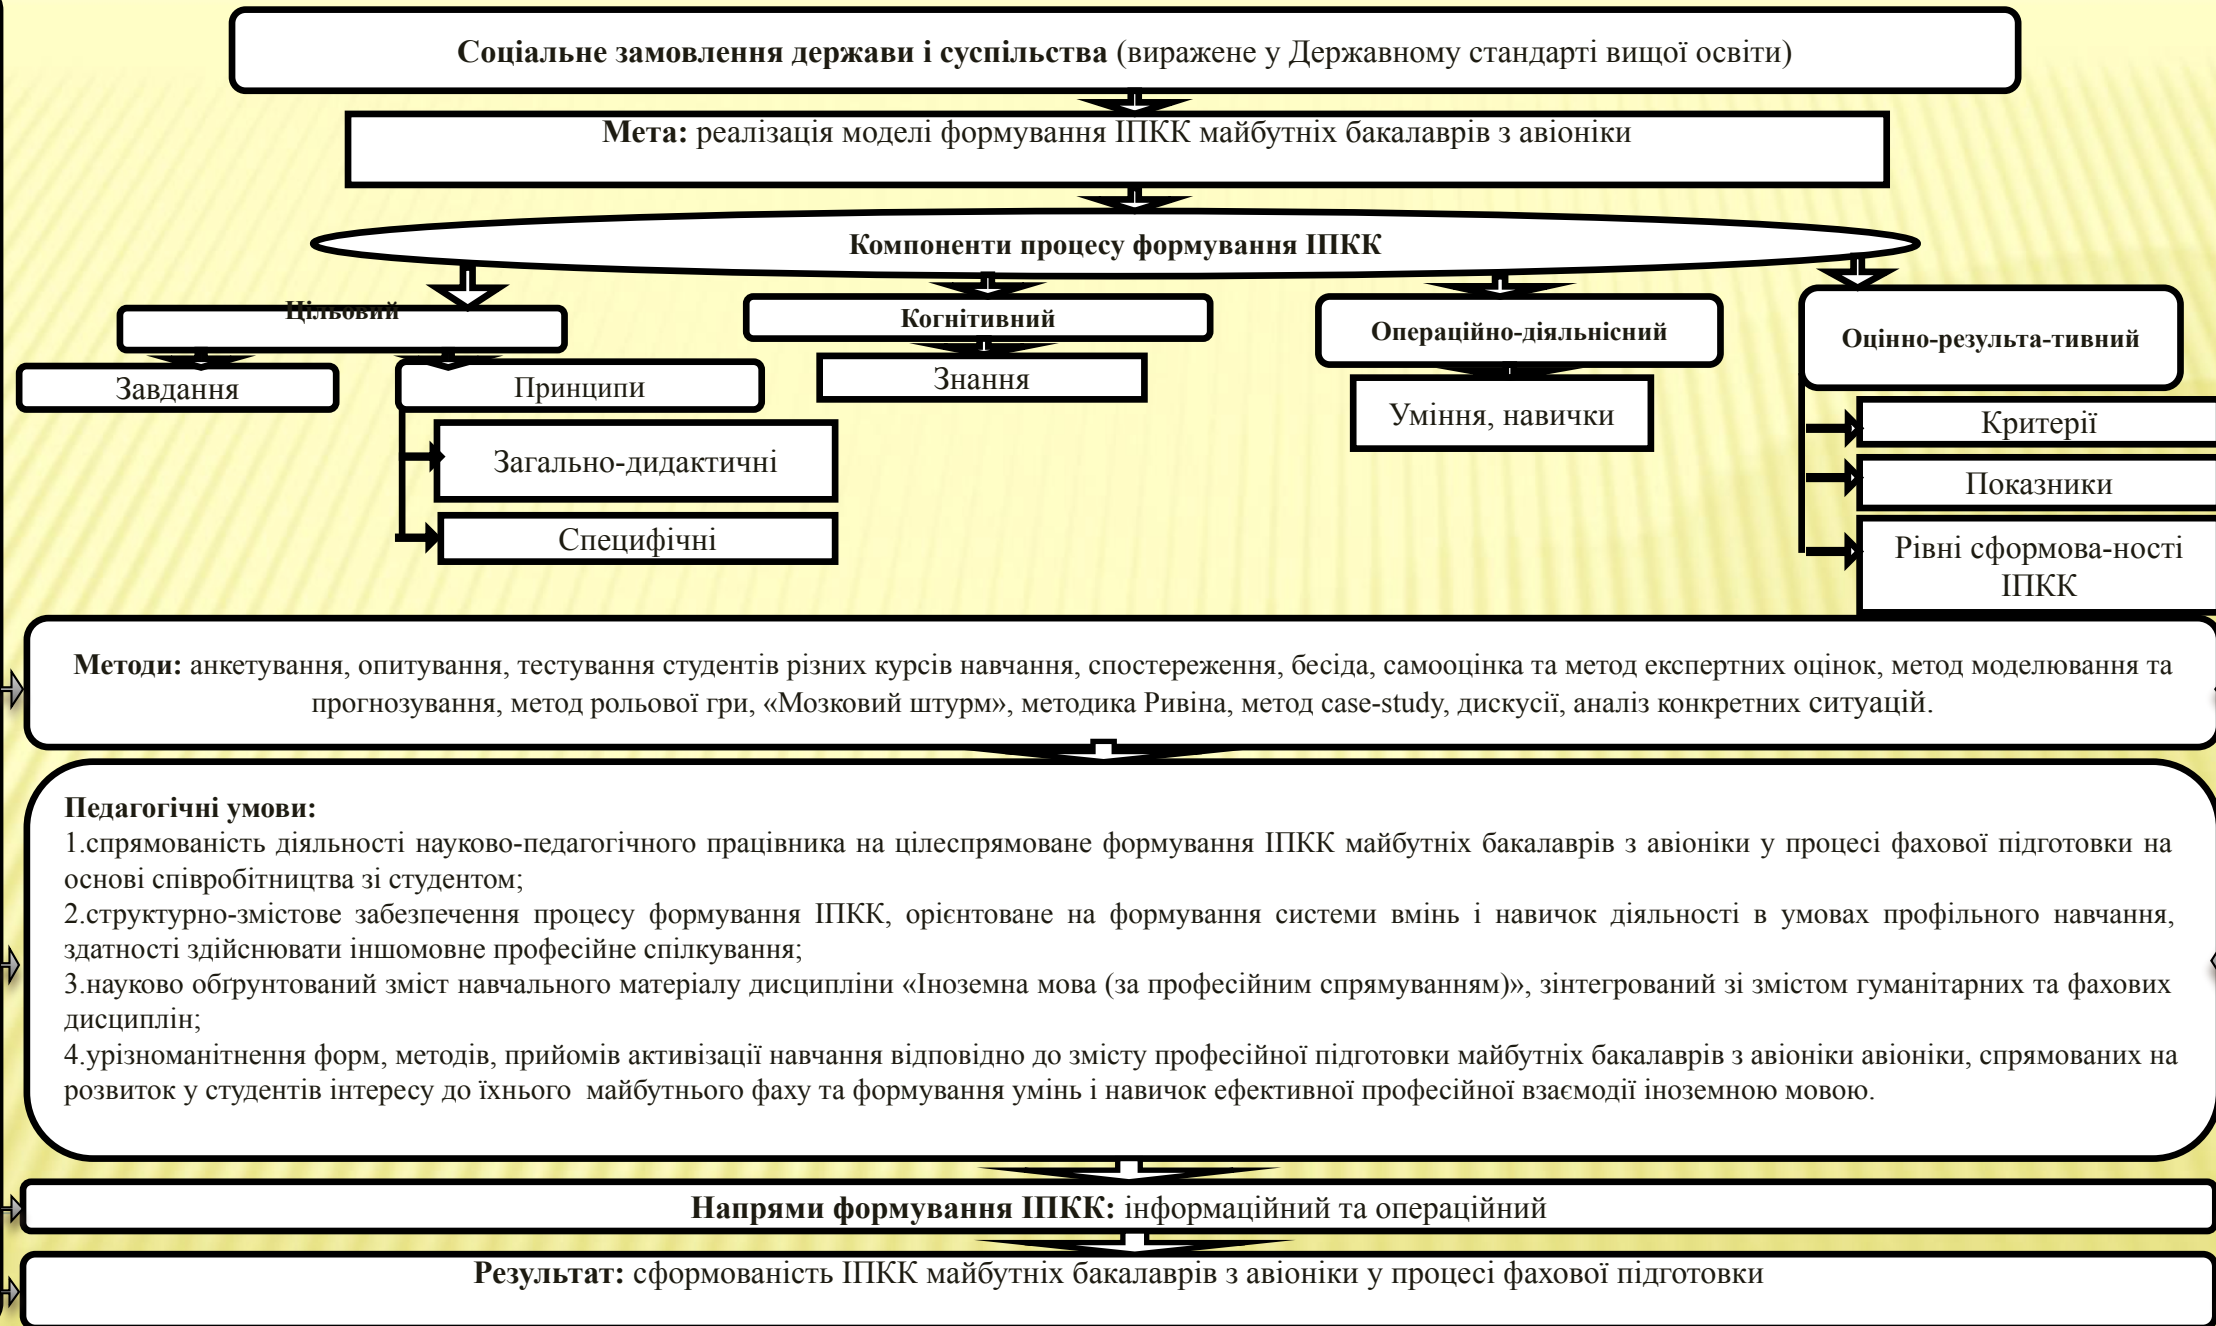 Соціальне замовлення держави і суспільства (виражене у Державному стандарті вищої освіти)
Мета: реалізація моделі формування ІПКК майбутніх бакалаврів з авіоніки
Компоненти процесу формування ІПКК
Цільовий
Когнітивний
Операційно-діяльнісний
Оцінно-результа-тивний
Завдання
Принципи
Знання
Уміння, навички
Загально-дидактичні
Специфічні
Критерії
Показники
Рівні сформова-ності
ІПКК
Методи: анкетування, опитування, тестування студентів різних курсів навчання, спостереження, бесіда, самооцінка та метод експертних оцінок, метод моделювання та
прогнозування, метод рольової гри, «Мозковий штурм», методика Ривіна, метод case-study, дискусії, аналіз конкретних ситуацій.
Педагогічні умови:
1.спрямованість діяльності науково-педагогічного працівника на цілеспрямоване формування ІПКК майбутніх бакалаврів з авіоніки у процесі фахової підготовки на
основі співробітництва зі студентом;
2.структурно-змістове забезпечення процесу формування ІПКК, орієнтоване на формування системи вмінь і навичок діяльності в умовах профільного навчання,
здатності здійснювати іншомовне професійне спілкування;
3.науково обґрунтований зміст навчального матеріалу дисципліни «Іноземна мова (за професійним спрямуванням)», зінтегрований зі змістом гуманітарних та фахових
дисциплін;
4.урізноманітнення форм, методів, прийомів активізації навчання відповідно до змісту професійної підготовки майбутніх бакалаврів з авіоніки авіоніки, спрямованих на
розвиток у студентів інтересу до їхнього майбутнього фаху та формування умінь і навичок ефективної професійної взаємодії іноземною мовою.
Напрями формування ІПКК: інформаційний та операційний
Результат: сформованість ІПКК майбутніх бакалаврів з авіоніки у процесі фахової підготовки